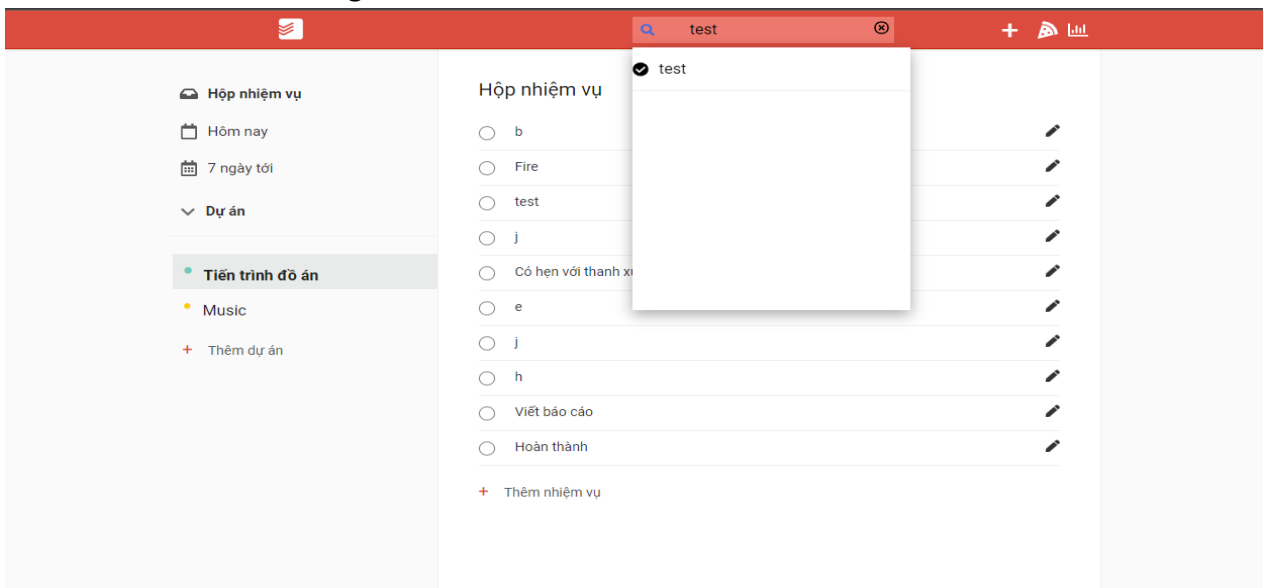 test
test
Hộp nhiệm vụ
Hôm nay
7 ngày tới
Dự án
Tiến trình đồ án
Music
+ Thêm dự án
Hộp nhiệm vụ
b
Fire
test
j
Có hẹn với thanh
e
j
h
Viết báo cáo
Hoàn thành
+ Thêm nhiệm vụ